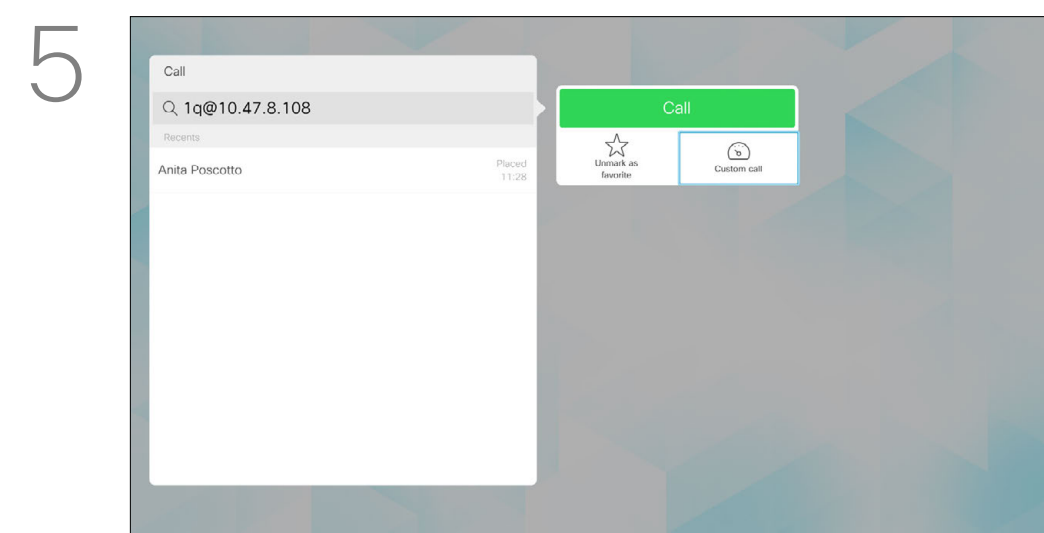 5
Call
1q@10.47.8.108
Recents
Anita Poscotto
Placed
11:28
Call
Unmark as
favorite
Custom call